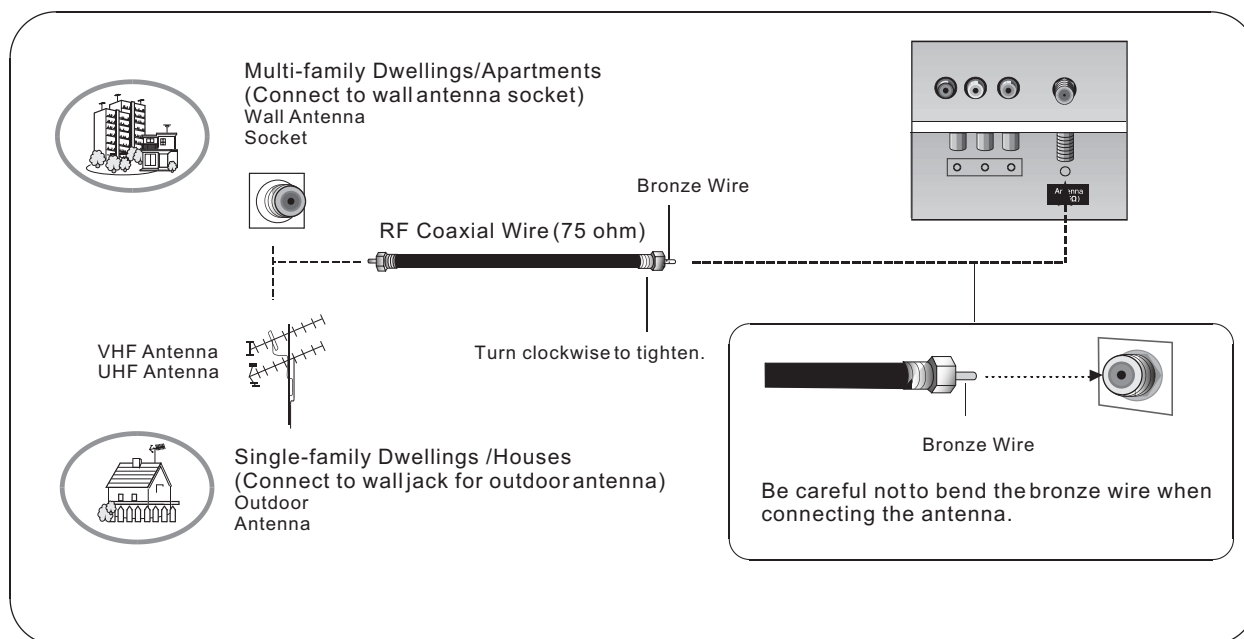 Multi-family Dwellings/Apartments
(Connect to wall antenna socket)
Wall Antenna
Socket
Bronze Wire
RF Coaxial Wire (75 ohm)
Antenna
Ω)
VHF Antenna
UHF Antenna
Turn clockwise to tighten.
Single-family Dwellings /Houses
(Connect to wall jack for outdoor antenna)
Outdoor
Antenna
Bronze Wire
Be careful not to bend the bronze wire when
connecting the antenna.